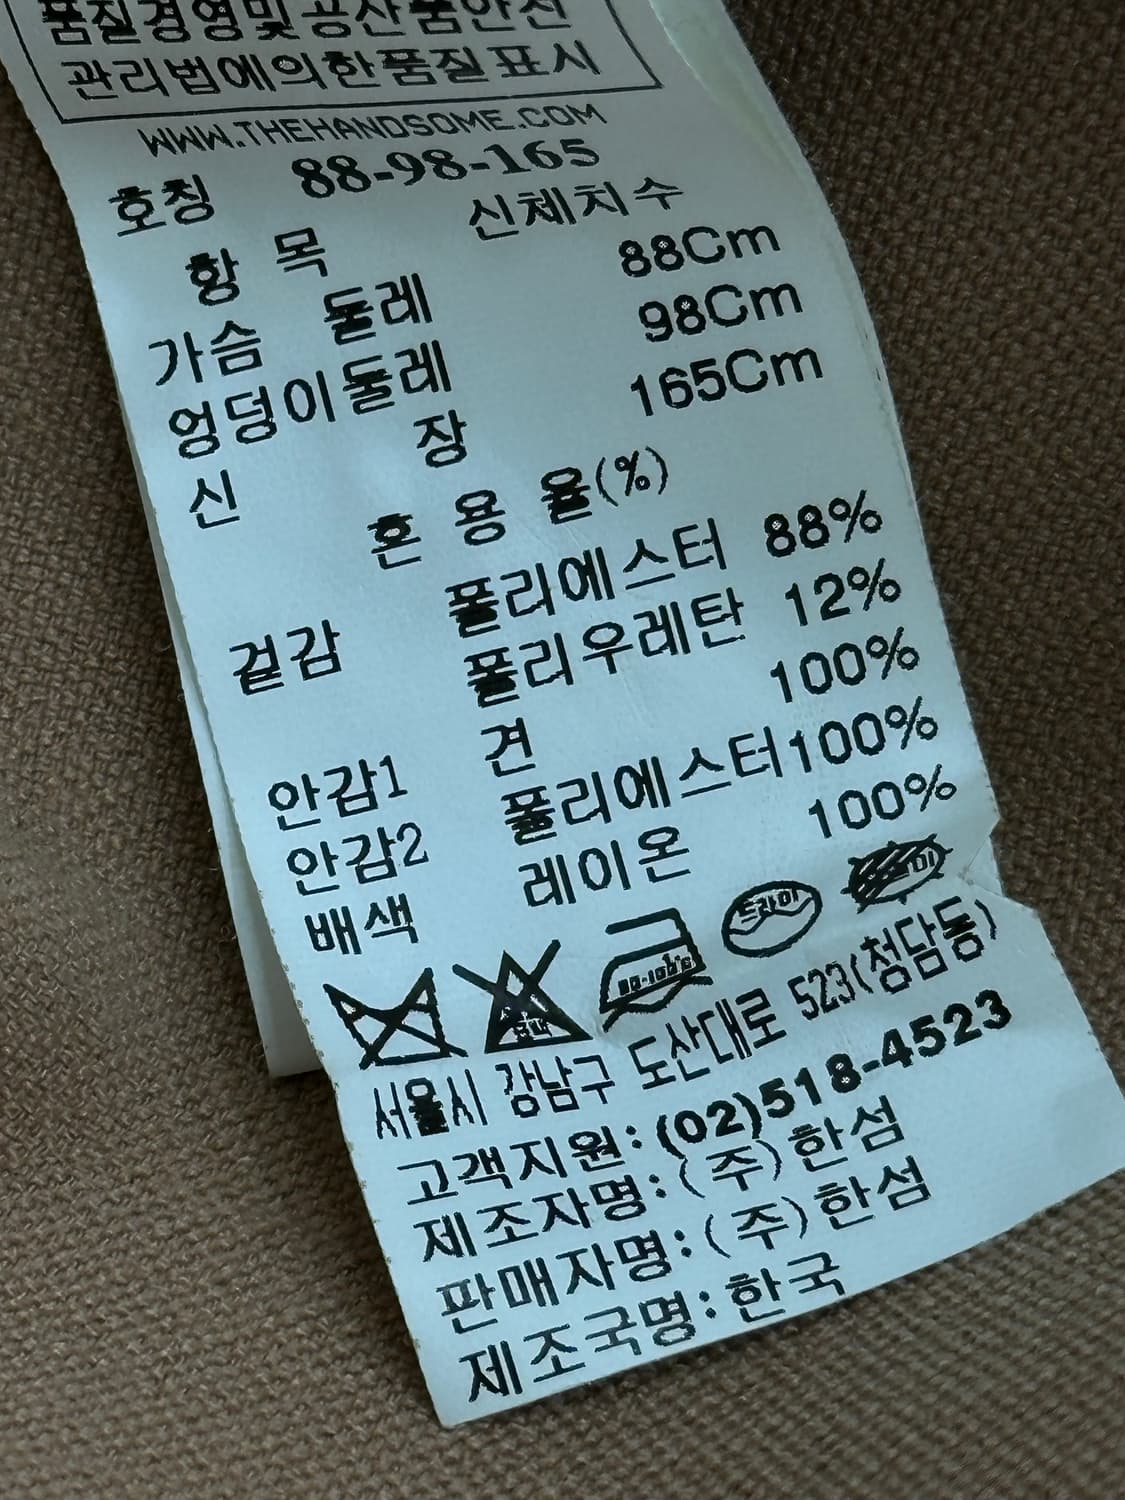 품질경영및공산품안전
관리법에의한품질표시
WWW.THEHANDSOME.COM
호칭 88-98-165
항 목 신체치수
가슴 둘레 88Cm
엉덩이둘레 98Cm
신 장 165Cm
혼 용 율(%)
겉감 폴리에스터 88%
폴리우레탄 12%
안감1 견 100%
안감2 폴리에스터100%
배색 레이온 100%
드라이
서울시 강남구 도산대로 523(청담동)
고객지원:(02)518-4523
제조자명:(주)한섬
판매자명:(주)한섬
제조국명:한국